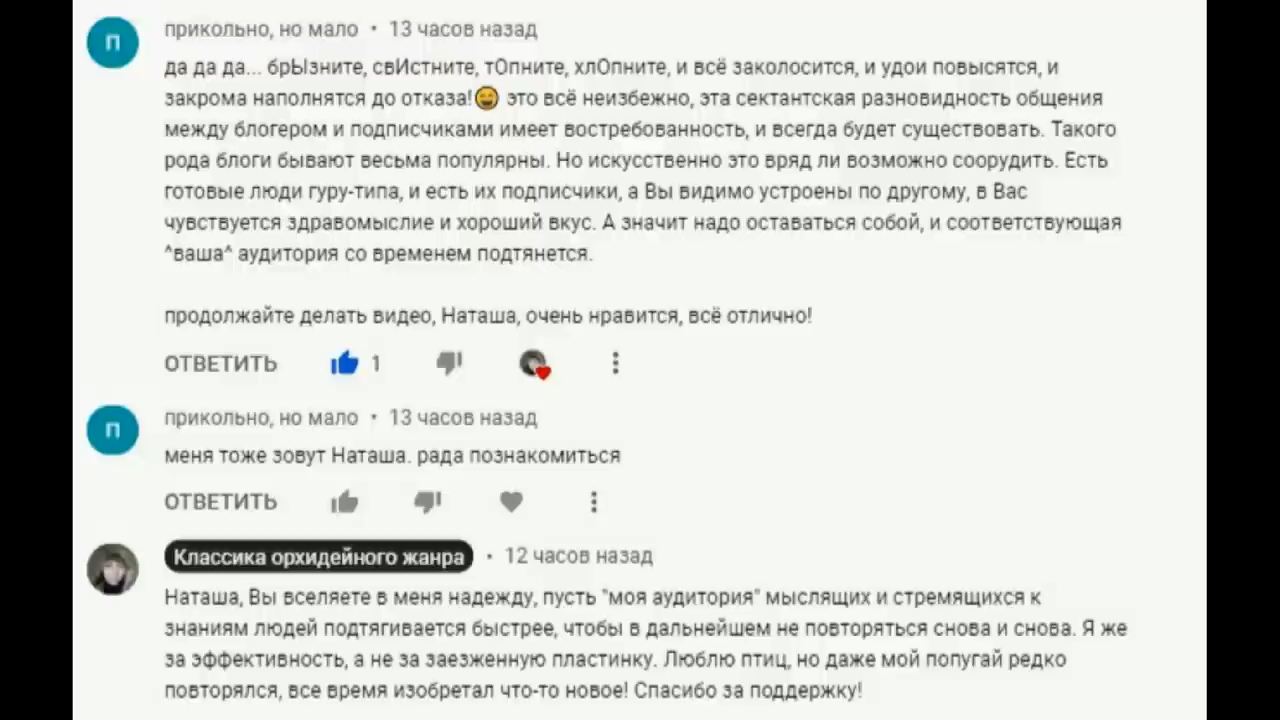 П
прикольно, но мало • 13 часов назад
да да да... брЫзните, свИстните, тОпните, хлОпните, и всё заколосится, и удои повысятся, и
закрома наполнятся до отказа!😄 это всё неизбежно, эта сектантская разновидность общения
между блогером и подписчиками имеет востребованность, и всегда будет существовать. Такого
рода блоги бывают весьма популярны. Но искусственно это вряд ли возможно соорудить. Есть
готовые люди гуру-типа, и есть их подписчики, а Вы видимо устроены по другому, в Вас
чувствуется здравомыслие и хороший вкус. А значит надо оставаться собой, и соответствующая
^ваша^ аудитория со временем подтянется.
продолжайте делать видео, Наташа, очень нравится, всё отлично!
ОТВЕТИТЬ 1
П
прикольно, но мало • 13 часов назад
меня тоже зовут Наташа. рада познакомиться
ОТВЕТИТЬ
Классика орхидейного жанра • 12 часов назад
Наташа, Вы вселяете в меня надежду, пусть "моя аудитория" мыслящих и стремящихся к
знаниям людей подтягивается быстрее, чтобы в дальнейшем не повторяться снова и снова. Я же
за эффективность, а не за заезженную пластинку. Люблю птиц, но даже мой попугай редко
повторялся, все время изобретал что-то новое! Спасибо за поддержку!